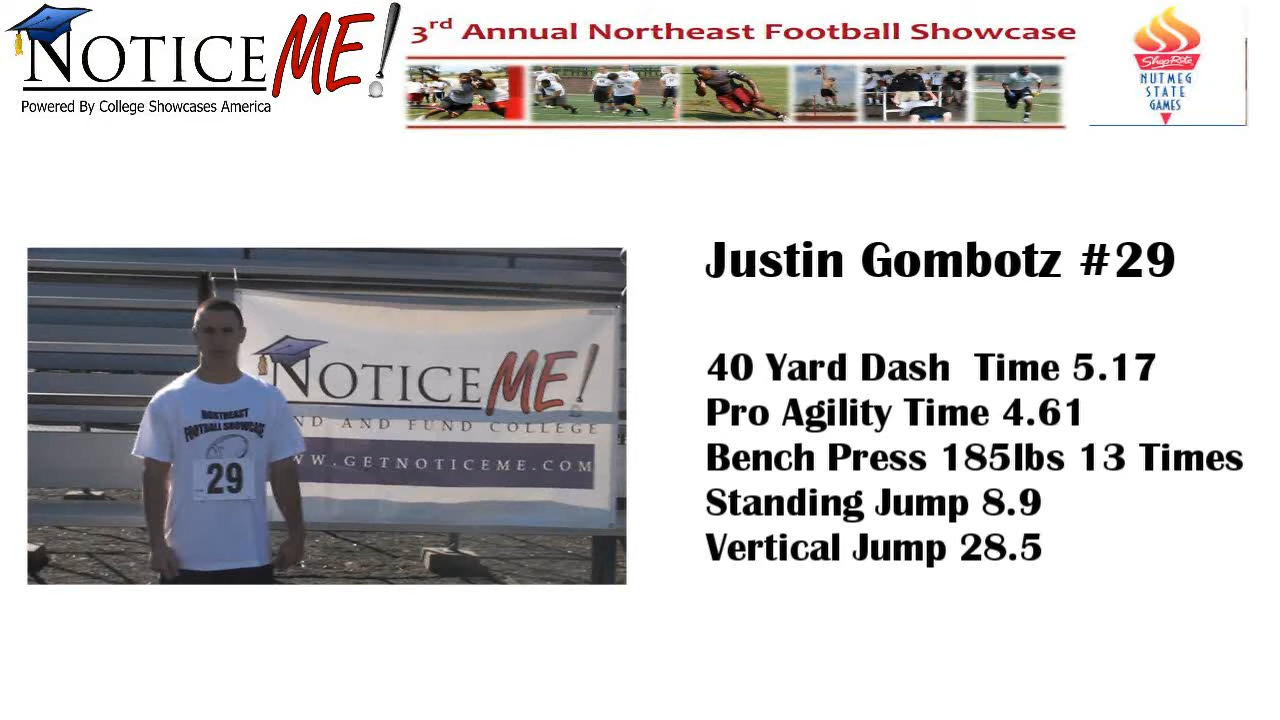 NOTICE ME!
Powered By College Showcases America
3rd Annual Northeast Football Showcase
ShopRite
NUTMEG
STATE
GAMES
Justin Gombotz #29
40 Yard Dash  Time 5.17
Pro Agility Time 4.61
Bench Press 185lbs 13 Times
Standing Jump 8.9
Vertical Jump 28.5
NOTICE ME!
ND AND FUND COLLEGE
WW.GETNOTICEME.COM
NORTHEAST
FOOTBALL SHOWCASE
29